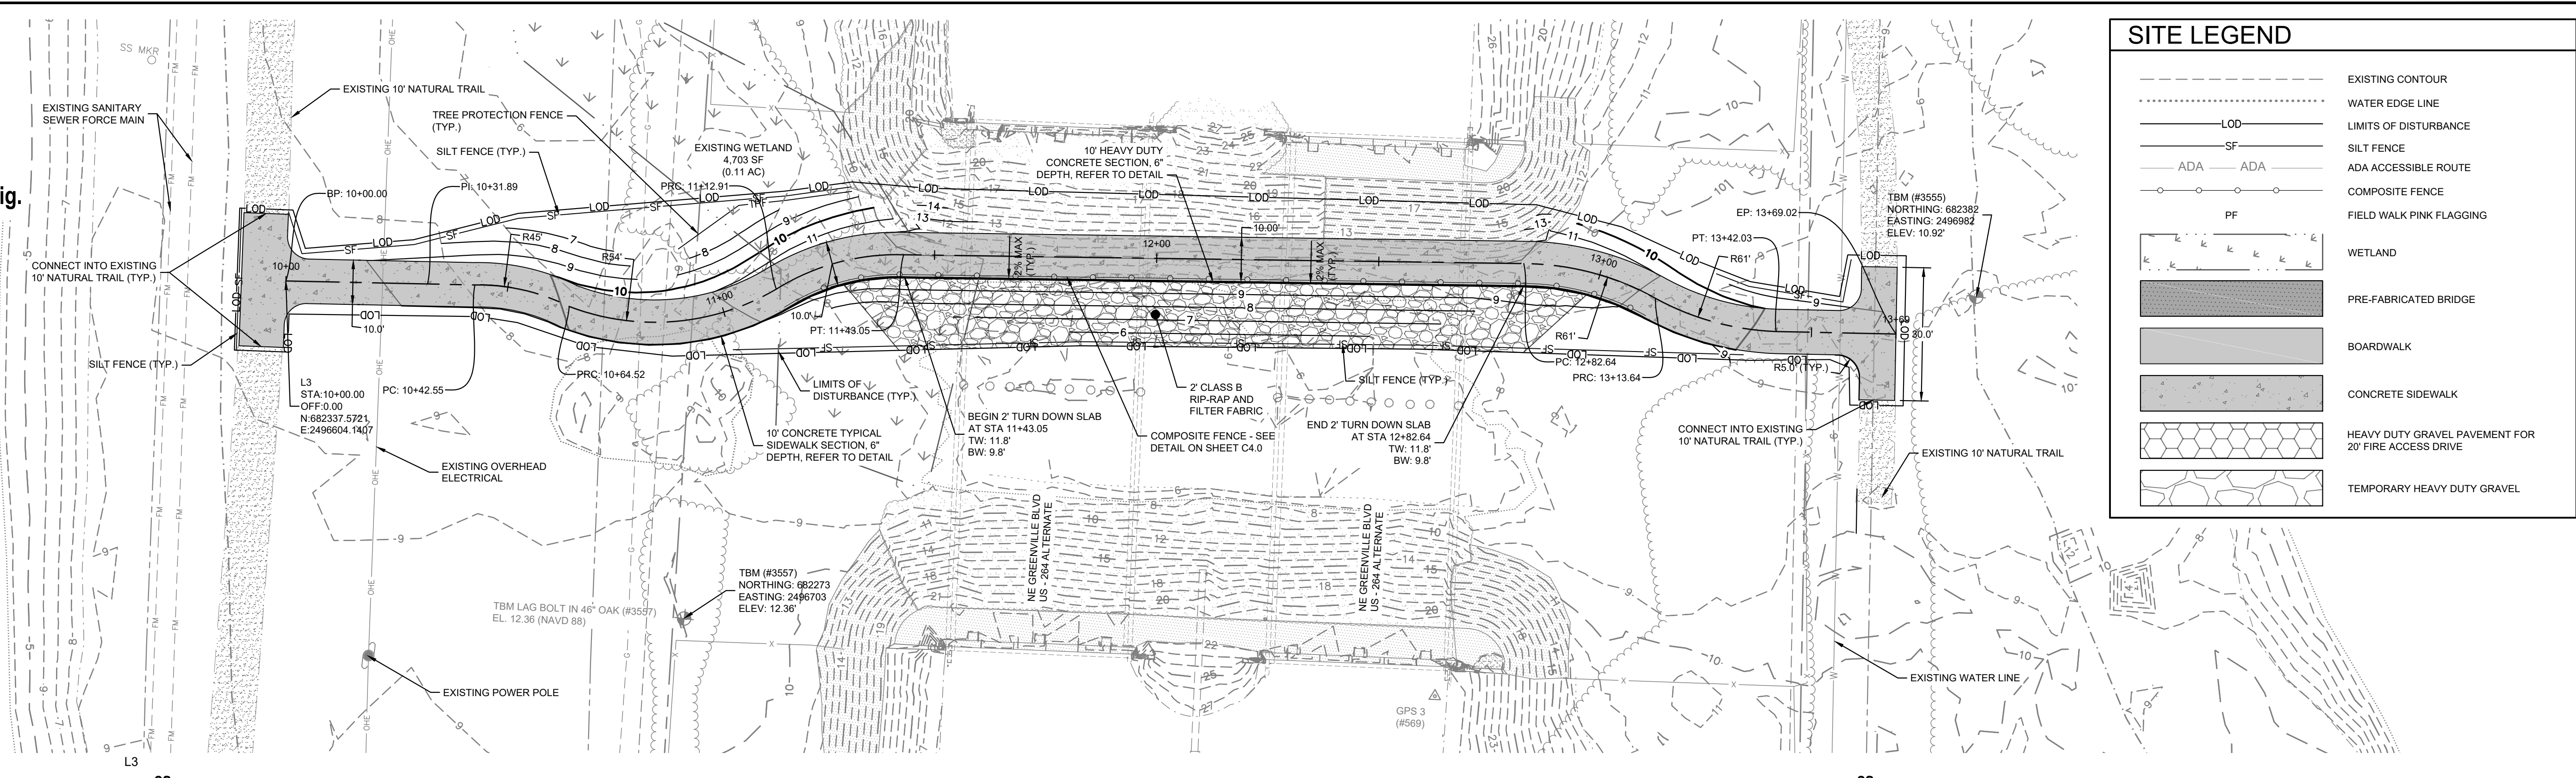 SS MKR
EXISTING SANITARY
SEWER FORCE MAIN
EXISTING 10' NATURAL TRAIL
TREE PROTECTION FENCE
(TYP.)
SILT FENCE (TYP.)
EXISTING WETLAND
4,703 SF
(0.11 AC)
10' HEAVY DUTY
CONCRETE SECTION, 6"
DEPTH, REFER TO DETAIL
ig.
BP: 10+00.00
PI: 10+31.89
PRC: 11+12.91
R45'
R54'
CONNECT INTO EXISTING
10' NATURAL TRAIL (TYP.)
10+00
11+00
12+00
13+00
13+69
2% MAX
(TYP.)
2% MAX
(TYP.)
10.00'
EP: 13+69.02
PT: 13+42.03
R61'
TBM (#3555)
NORTHING: 682382
EASTING: 2496982
ELEV: 10.92'
10.0'
10.0'
PT: 11+43.05
R61'
30.0'
SILT FENCE (TYP.)
L3
STA:10+00.00
OFF:0.00
N:682337.5721
E:2496604.1407
PC: 10+42.55
PRC: 10+64.52
LIMITS OF
DISTURBANCE (TYP.)
PC: 12+82.64
PRC: 13+13.64
R5.0' (TYP.)
2' CLASS B
RIP-RAP AND
FILTER FABRIC
SILT FENCE (TYP.)
BEGIN 2' TURN DOWN SLAB
AT STA 11+43.05
TW: 11.8'
BW: 9.8'
COMPOSITE FENCE - SEE
DETAIL ON SHEET C4.0
END 2' TURN DOWN SLAB
AT STA 12+82.64
TW: 11.8'
BW: 9.8'
10' CONCRETE TYPICAL
SIDEWALK SECTION, 6"
DEPTH, REFER TO DETAIL
CONNECT INTO EXISTING
10' NATURAL TRAIL (TYP.)
EXISTING 10' NATURAL TRAIL
EXISTING OVERHEAD
ELECTRICAL
NE GREENVILLE BLVD
US - 264 ALTERNATE
NE GREENVILLE BLVD
US - 264 ALTERNATE
TBM (#3557)
NORTHING: 682273
EASTING: 2496703
ELEV: 12.36'
TBM LAG BOLT IN 46" OAK (#3557)
EL. 12.36 (NAVD 88)
EXISTING POWER POLE
EXISTING WATER LINE
GPS 3
(#569)
L3
SITE LEGEND
EXISTING CONTOUR
WATER EDGE LINE
LOD LIMITS OF DISTURBANCE
SF SILT FENCE
ADA ADA ADA ACCESSIBLE ROUTE
COMPOSITE FENCE
PF FIELD WALK PINK FLAGGING
WETLAND
PRE-FABRICATED BRIDGE
BOARDWALK
CONCRETE SIDEWALK
HEAVY DUTY GRAVEL PAVEMENT FOR
20' FIRE ACCESS DRIVE
TEMPORARY HEAVY DUTY GRAVEL